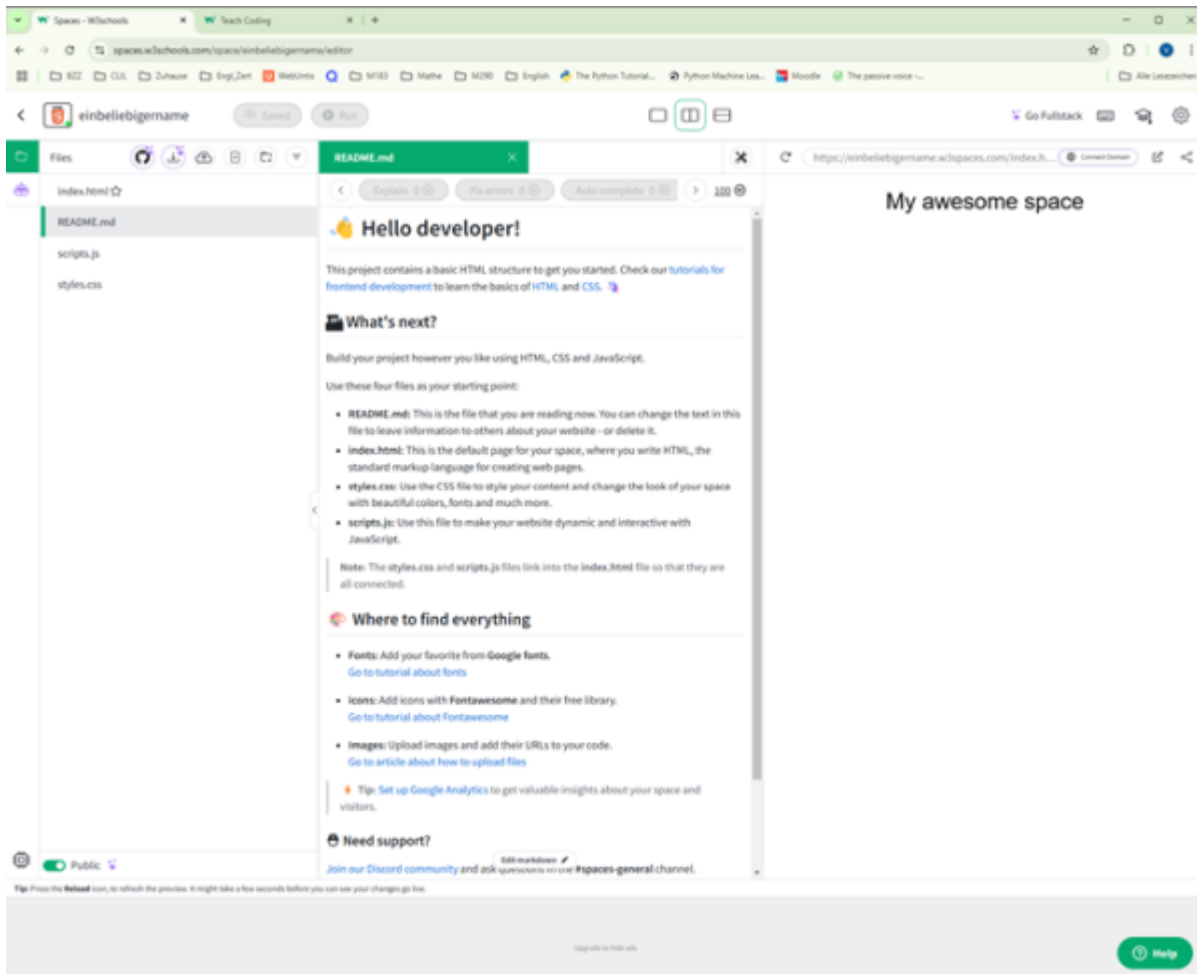 Spaces - W3schools
Teach Coding
spaces.w3schools.com/space/einbeliebigername/editor
KZZ
CUL
Zuhause
Engl,Zert
WebUntis
M183
Mathe
M290
English
The Python Tutorial...
Python Machine Lea...
Moodle
The passive voice -...
Alle Lesezeichen
einbeliebigername
Saved
Run
Go Fullstack
Files
README.md
https://einbeliebigername.w3spaces.com/index.h...
Connect Domain
index.html
README.md
scripts.js
styles.css
Explain: 8
Fix errors: 9
Auto complete: 8
100
My awesome space
Hello developer!
This project contains a basic HTML structure to get you started. Check our tutorials for
frontend development to learn the basics of HTML and CSS.
What's next?
Build your project however you like using HTML, CSS and JavaScript.
Use these four files as your starting point:
README.md: This is the file that you are reading now. You can change the text in this
file to leave information to others about your website - or delete it.
index.html: This is the default page for your space, where you write HTML, the
standard markup language for creating web pages.
styles.css: Use the CSS file to style your content and change the look of your space
with beautiful colors, fonts and much more.
scripts.js: Use this file to make your website dynamic and interactive with
JavaScript.
Note: The styles.css and scripts.js files link into the index.html file so that they are
all connected.
Where to find everything
Fonts: Add your favorite from Google fonts.
Go to tutorial about fonts
Icons: Add icons with Fontawesome and their free library.
Go to tutorial about Fontawesome
Images: Upload images and add their URLs to your code.
Go to article about how to upload files
Tip: Set up Google Analytics to get valuable insights about your space and
visitors.
Need support?
Edit markdown
Join our Discord community and ask questions in the #spaces-general channel.
Public
Tip: Press the Reload icon, to refresh the preview. It might take a few seconds before you can see your changes go live.
Upgrade to hide ads
Help